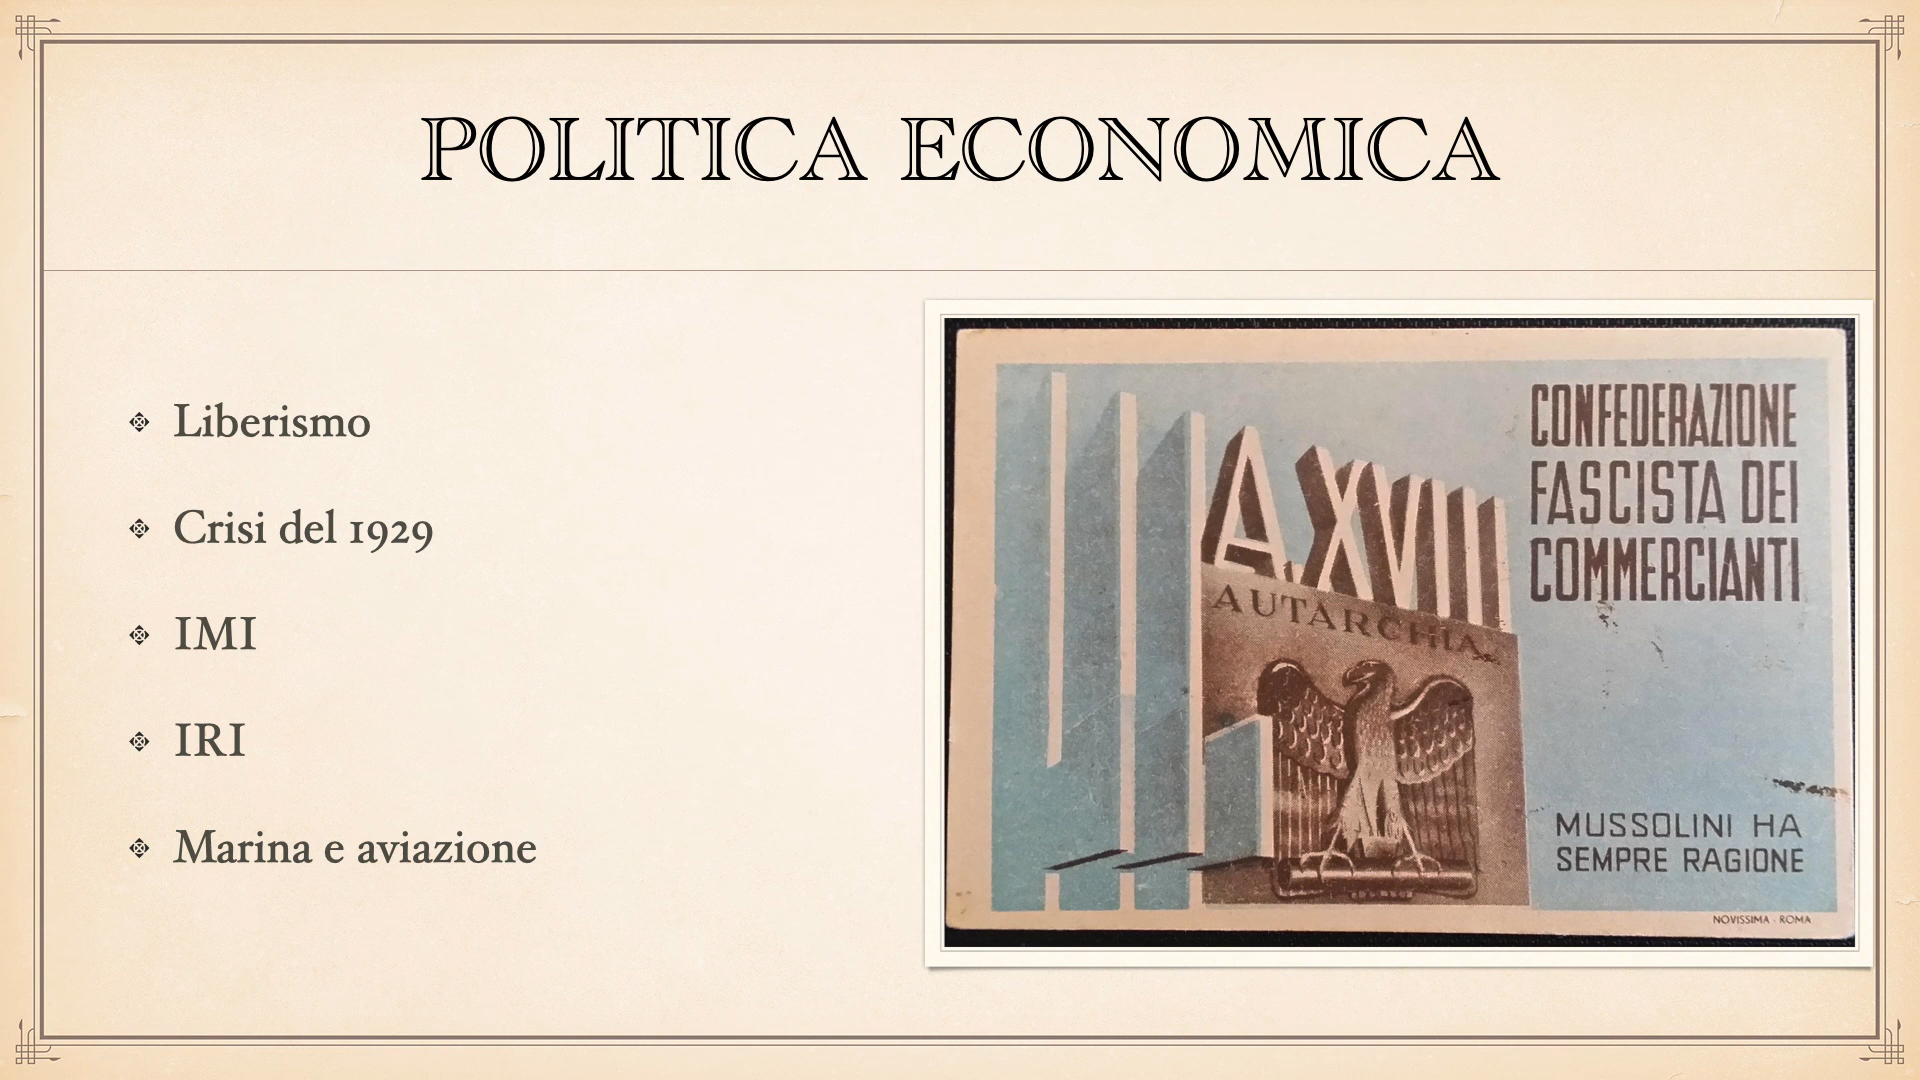 POLITICA ECONOMICA
Liberismo
Crisi del 1929
IMI
IRI
Marina e aviazione
CONFEDERAZIONE
FASCISTA DEI
COMMERCIANTI
A.XVIII
AUTARCHIA
MUSSOLINI HA
SEMPRE RAGIONE
NOVISSIMA - ROMA